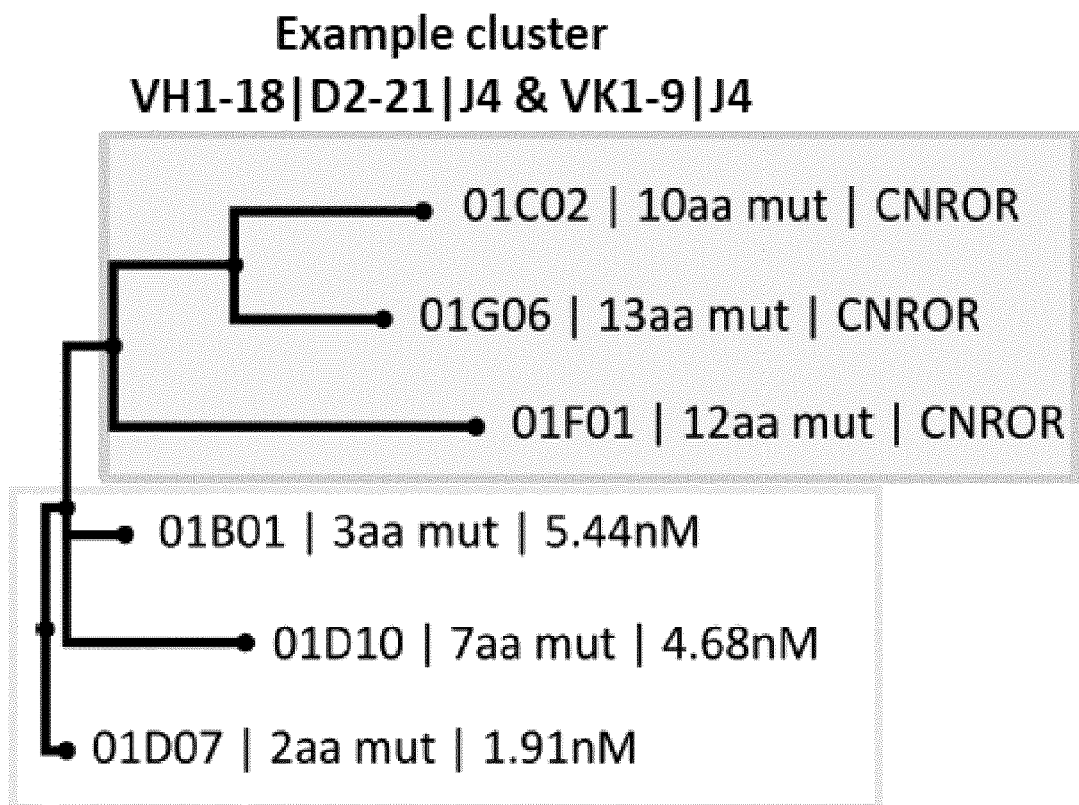 Example cluster
VH1-18|D2-21|J4 & VK1-9|J4
01C02 | 10aa mut | CNROR
01G06 | 13aa mut | CNROR
01F01 | 12aa mut | CNROR
01B01 | 3aa mut | 5.44nM
01D10 | 7aa mut | 4.68nM
01D07 | 2aa mut | 1.91nM